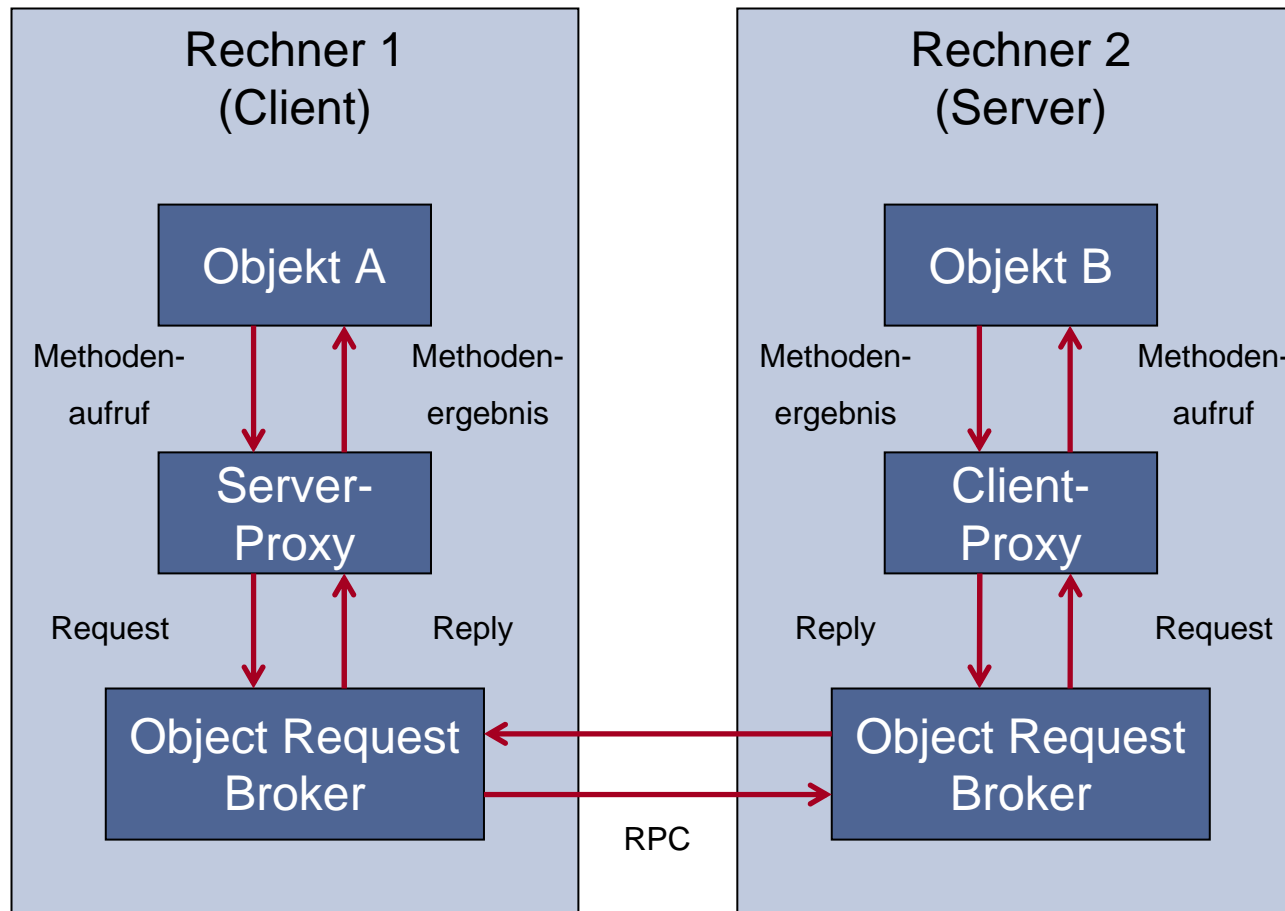 Rechner 1
(Client)
Objekt A
Methoden-
aufruf
Methoden-
ergebnis
Server-
Proxy
Request
Reply
Object Request
Broker
RPC
Rechner 2
(Server)
Objekt B
Methoden-
ergebnis
Methoden-
aufruf
Client-
Proxy
Reply
Request
Object Request
Broker